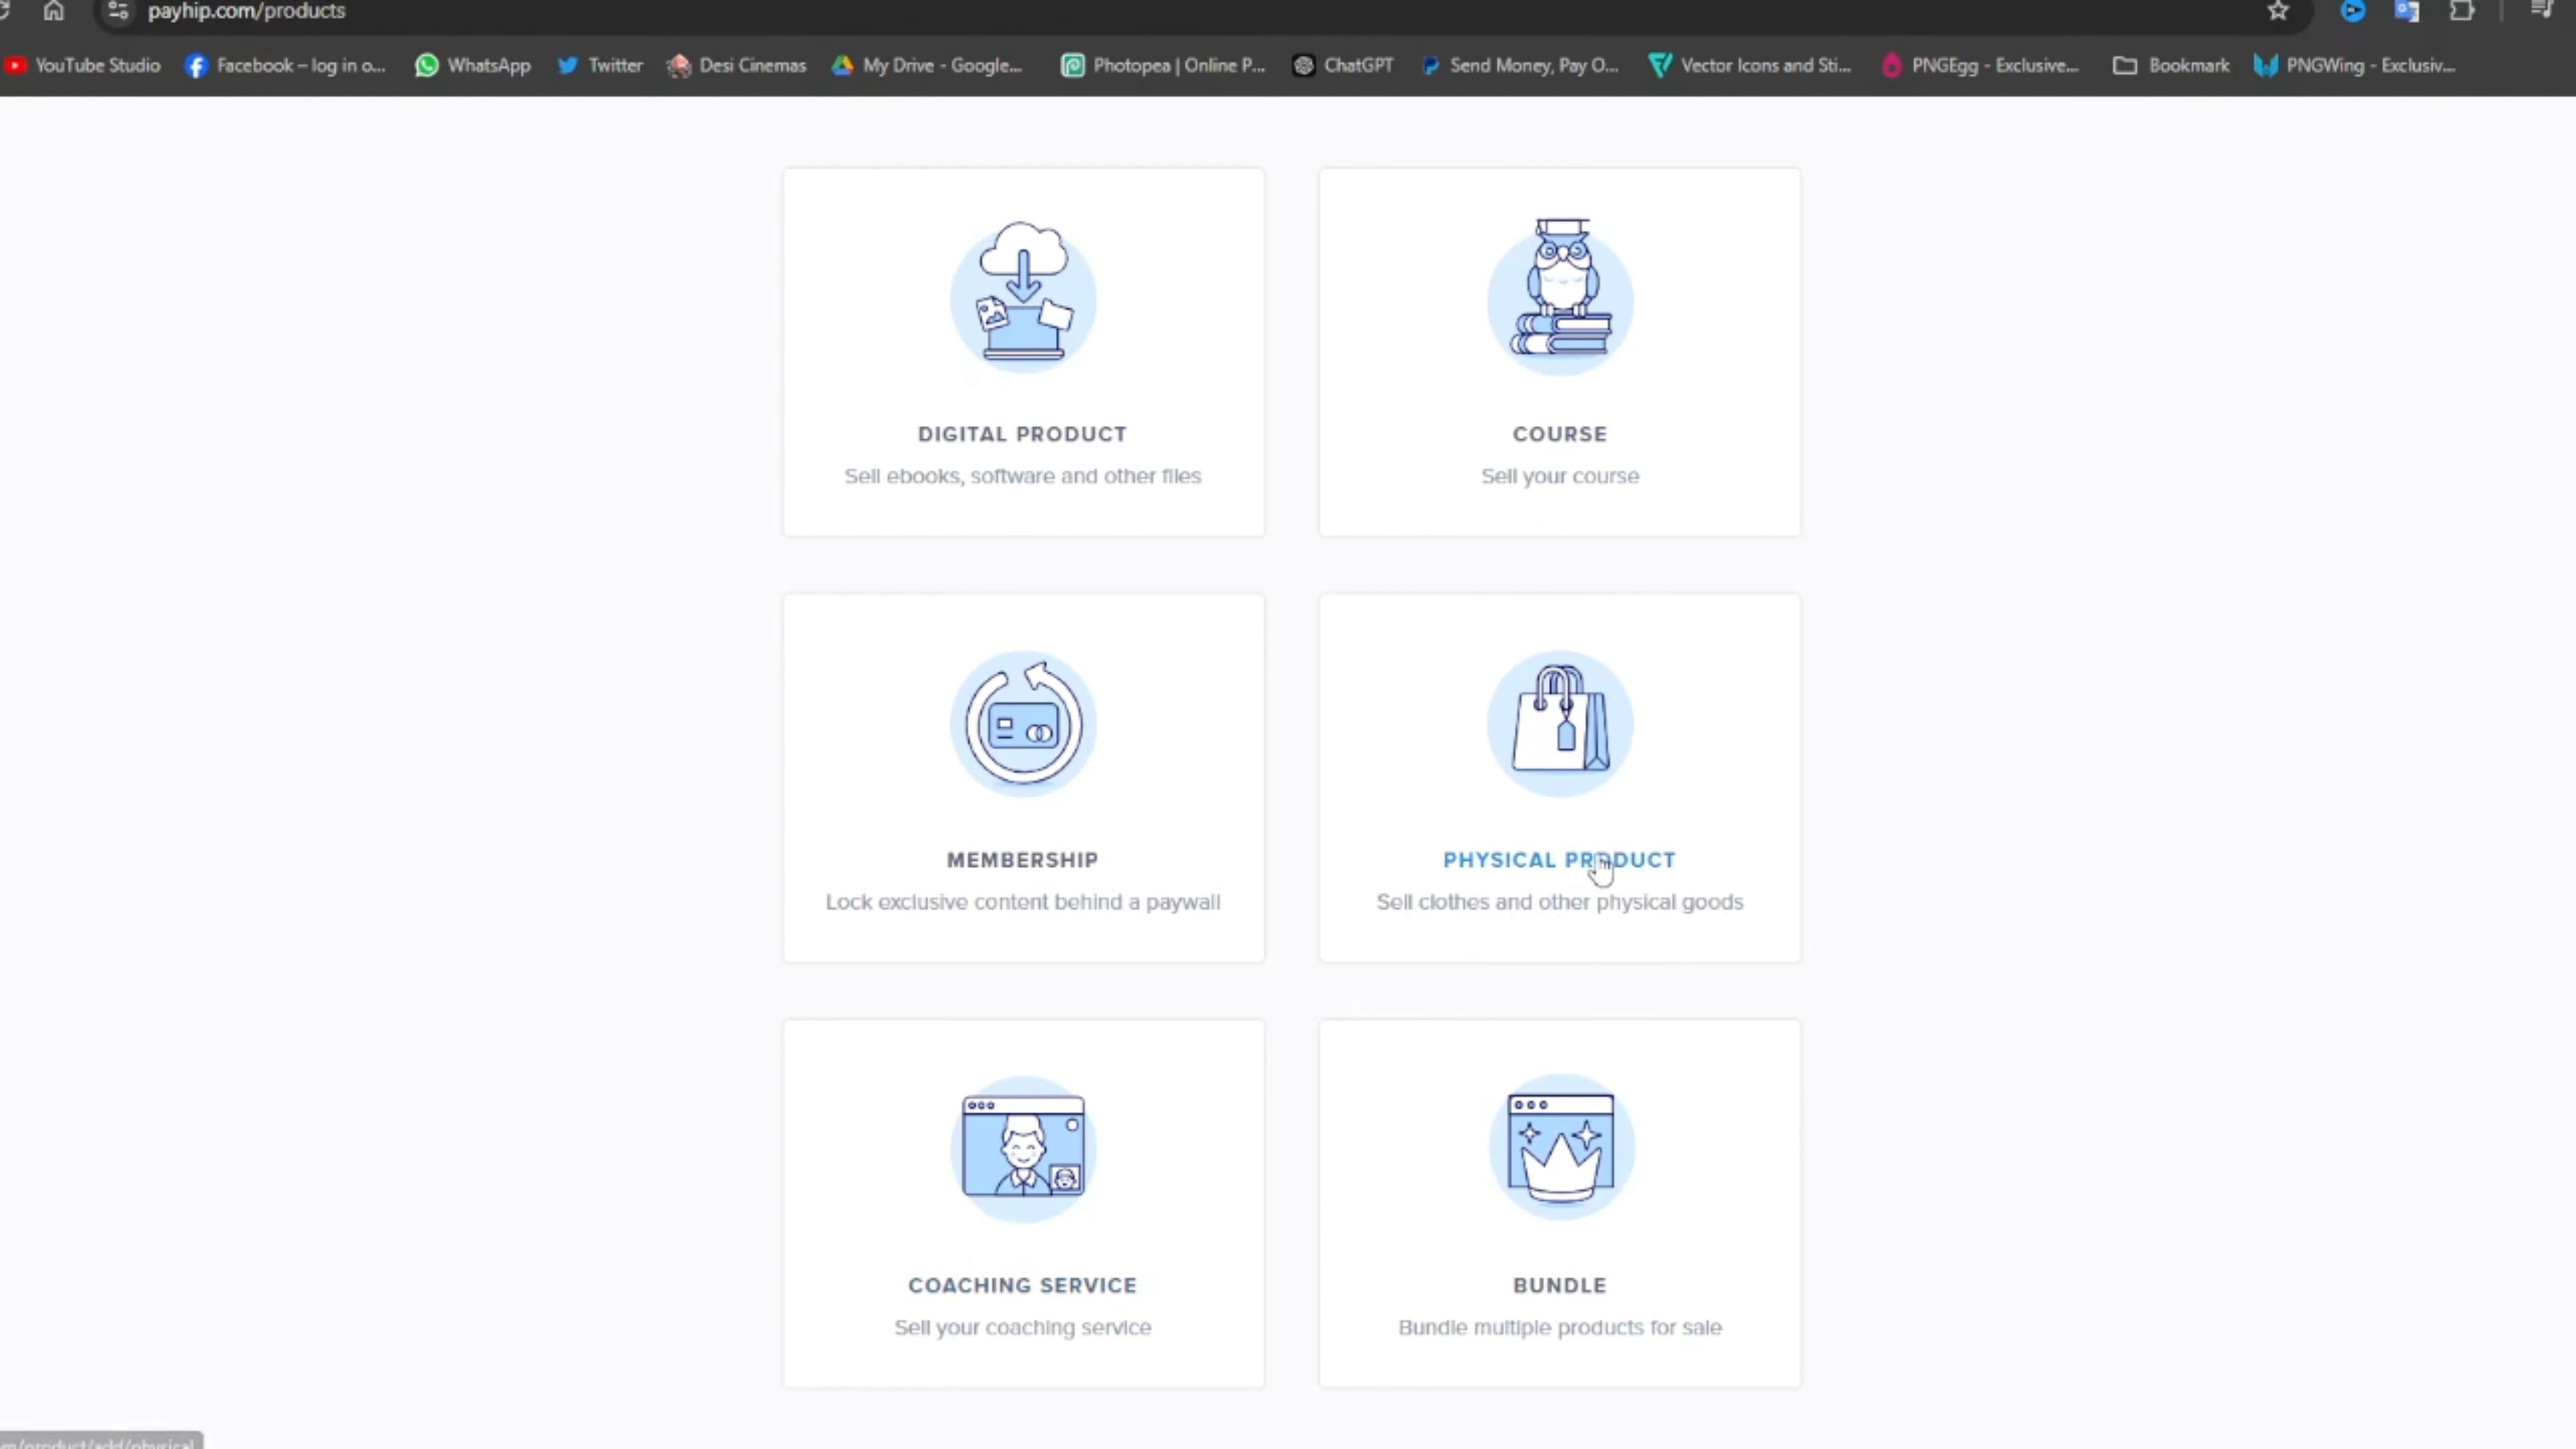 payhip.com/products
YouTube Studio Facebook – log in o... WhatsApp Twitter Desi Cinemas My Drive - Google... Photopea | Online P... ChatGPT Send Money, Pay O... Vector Icons and Sti... PNGEgg - Exclusive... Bookmark PNGWing - Exclusiv...
DIGITAL PRODUCT
Sell ebooks, software and other files
COURSE
Sell your course
MEMBERSHIP
Lock exclusive content behind a paywall
PHYSICAL PRODUCT
Sell clothes and other physical goods
COACHING SERVICE
Sell your coaching service
BUNDLE
Bundle multiple products for sale
m/product/add/physical